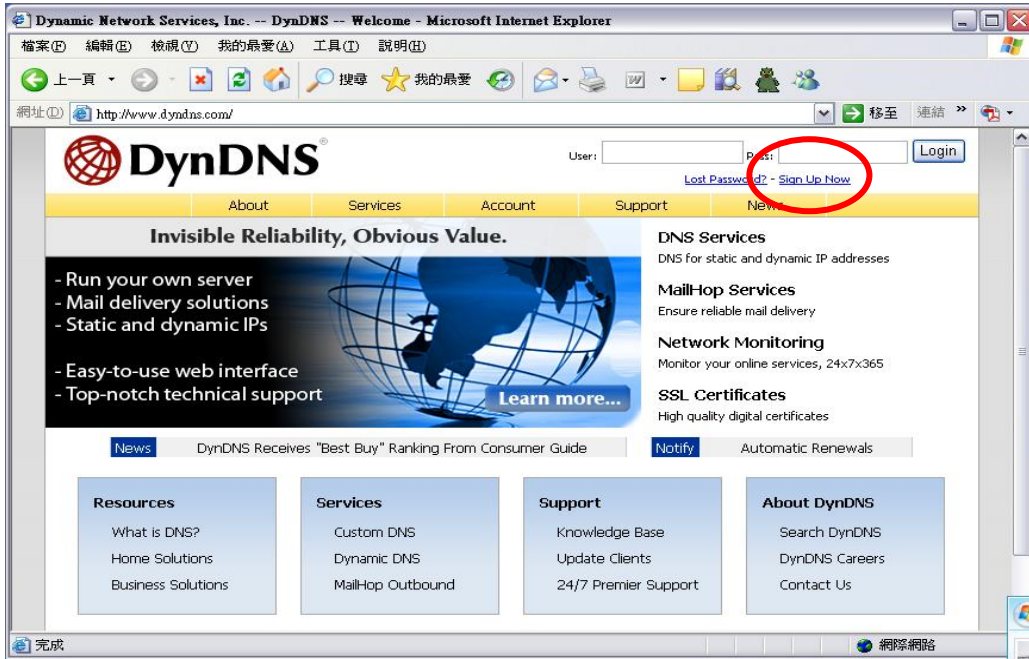 Dynamic Network Services, Inc. -- DynDNS -- Welcome - Microsoft Internet Explorer
檔案(F) 編輯(E) 檢視(V) 我的最愛(A) 工具(T) 說明(H)
上一頁 搜尋 我的最愛
網址(D) http://www.dyndns.com/ 移至 連結 »
DynDNS® User: Pass: Login
Lost Password? - Sign Up Now
About Services Account Support News
Invisible Reliability, Obvious Value.
- Run your own server
- Mail delivery solutions
- Static and dynamic IPs
- Easy-to-use web interface
- Top-notch technical support
Learn more...
DNS Services
DNS for static and dynamic IP addresses
MailHop Services
Ensure reliable mail delivery
Network Monitoring
Monitor your online services, 24x7x365
SSL Certificates
High quality digital certificates
News DynDNS Receives "Best Buy" Ranking From Consumer Guide Notify Automatic Renewals
Resources
What is DNS?
Home Solutions
Business Solutions
Services
Custom DNS
Dynamic DNS
MailHop Outbound
Support
Knowledge Base
Update Clients
24/7 Premier Support
About DynDNS
Search DynDNS
DynDNS Careers
Contact Us
完成 網際網路